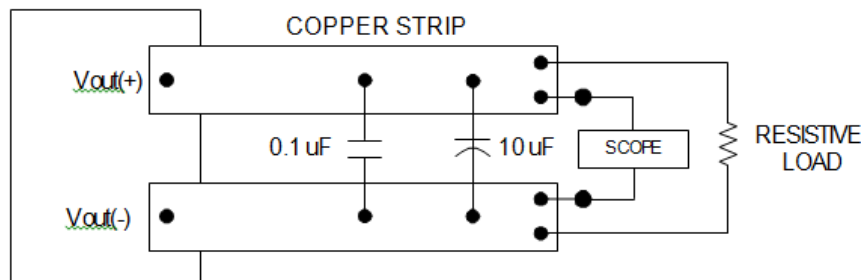 COPPER STRIP
Vout(+)
0.1 uF
10 uF
SCOPE
RESISTIVE
LOAD
Vout(-)